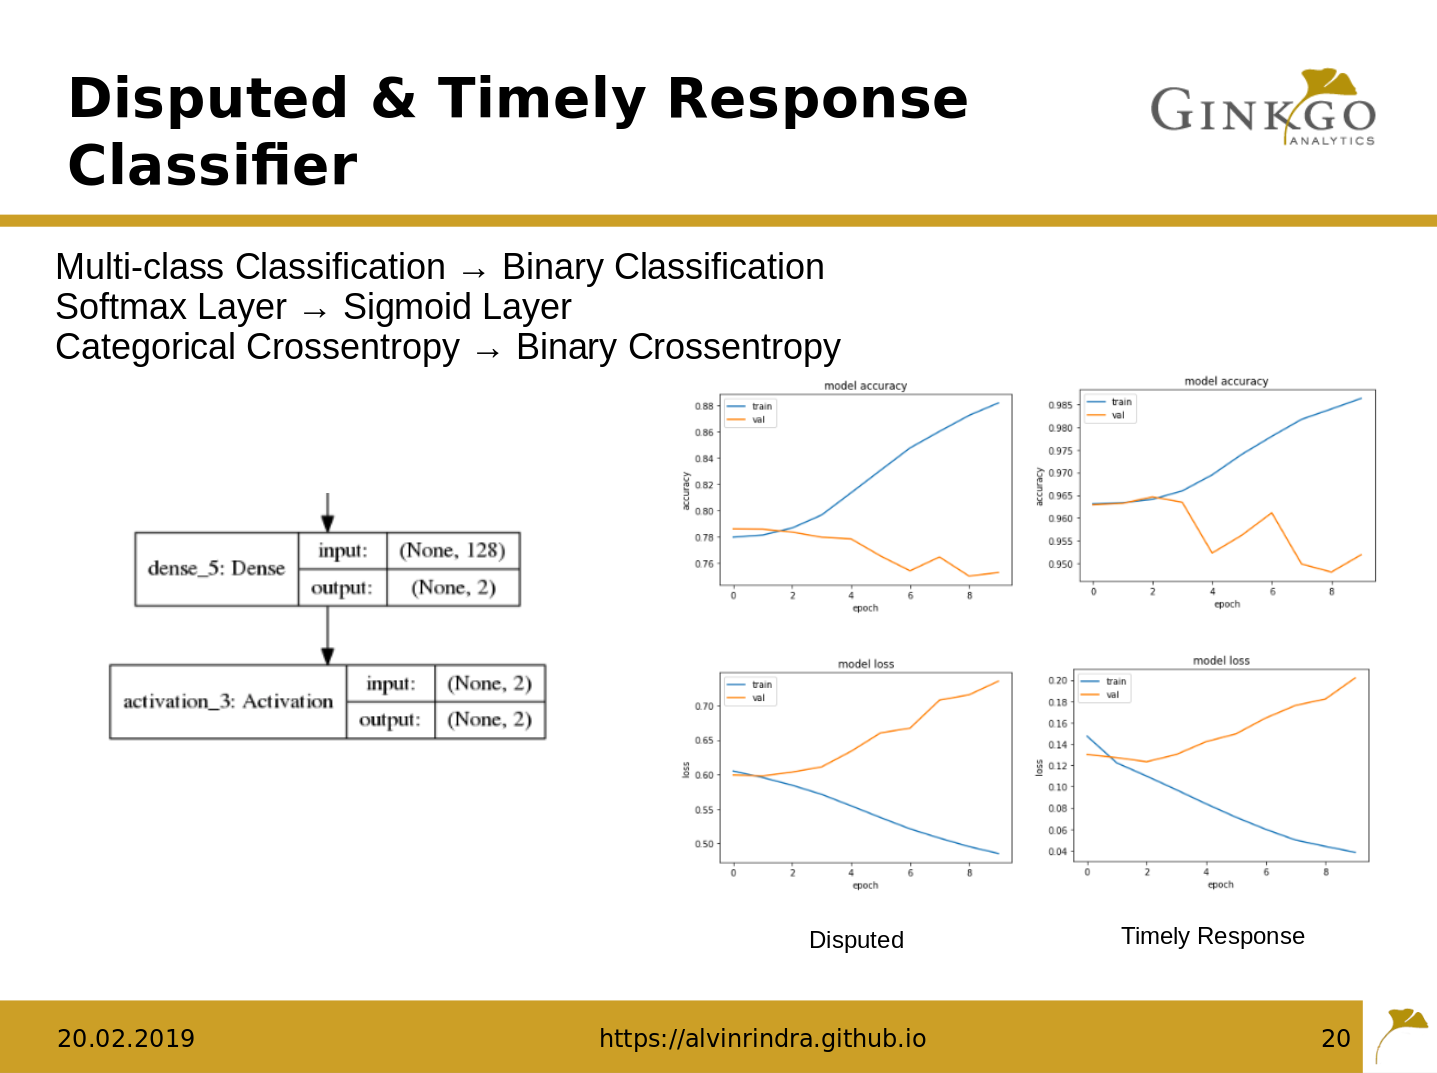 Disputed & Timely Response
Classifier
GINKGO
ANALYTICS
Multi-class Classification → Binary Classification
Softmax Layer → Sigmoid Layer
Categorical Crossentropy → Binary Crossentropy
dense_5: Dense
input:
(None, 128)
output:
(None, 2)
activation_3: Activation
input:
(None, 2)
output:
(None, 2)
model accuracy
train
val
0.88
0.86
0.84
0.82
0.80
0.78
0.76
accuracy
0 2 4 6 8
epoch
model accuracy
train
val
0.985
0.980
0.975
0.970
0.965
0.960
0.955
0.950
accuracy
0 2 4 6 8
epoch
model loss
train
val
0.70
0.65
0.60
0.55
0.50
loss
0 2 4 6 8
epoch
model loss
train
val
0.20
0.18
0.16
0.14
0.12
0.10
0.08
0.06
0.04
loss
0 2 4 6 8
epoch
Disputed
Timely Response
20.02.2019
https://alvinrindra.github.io
20